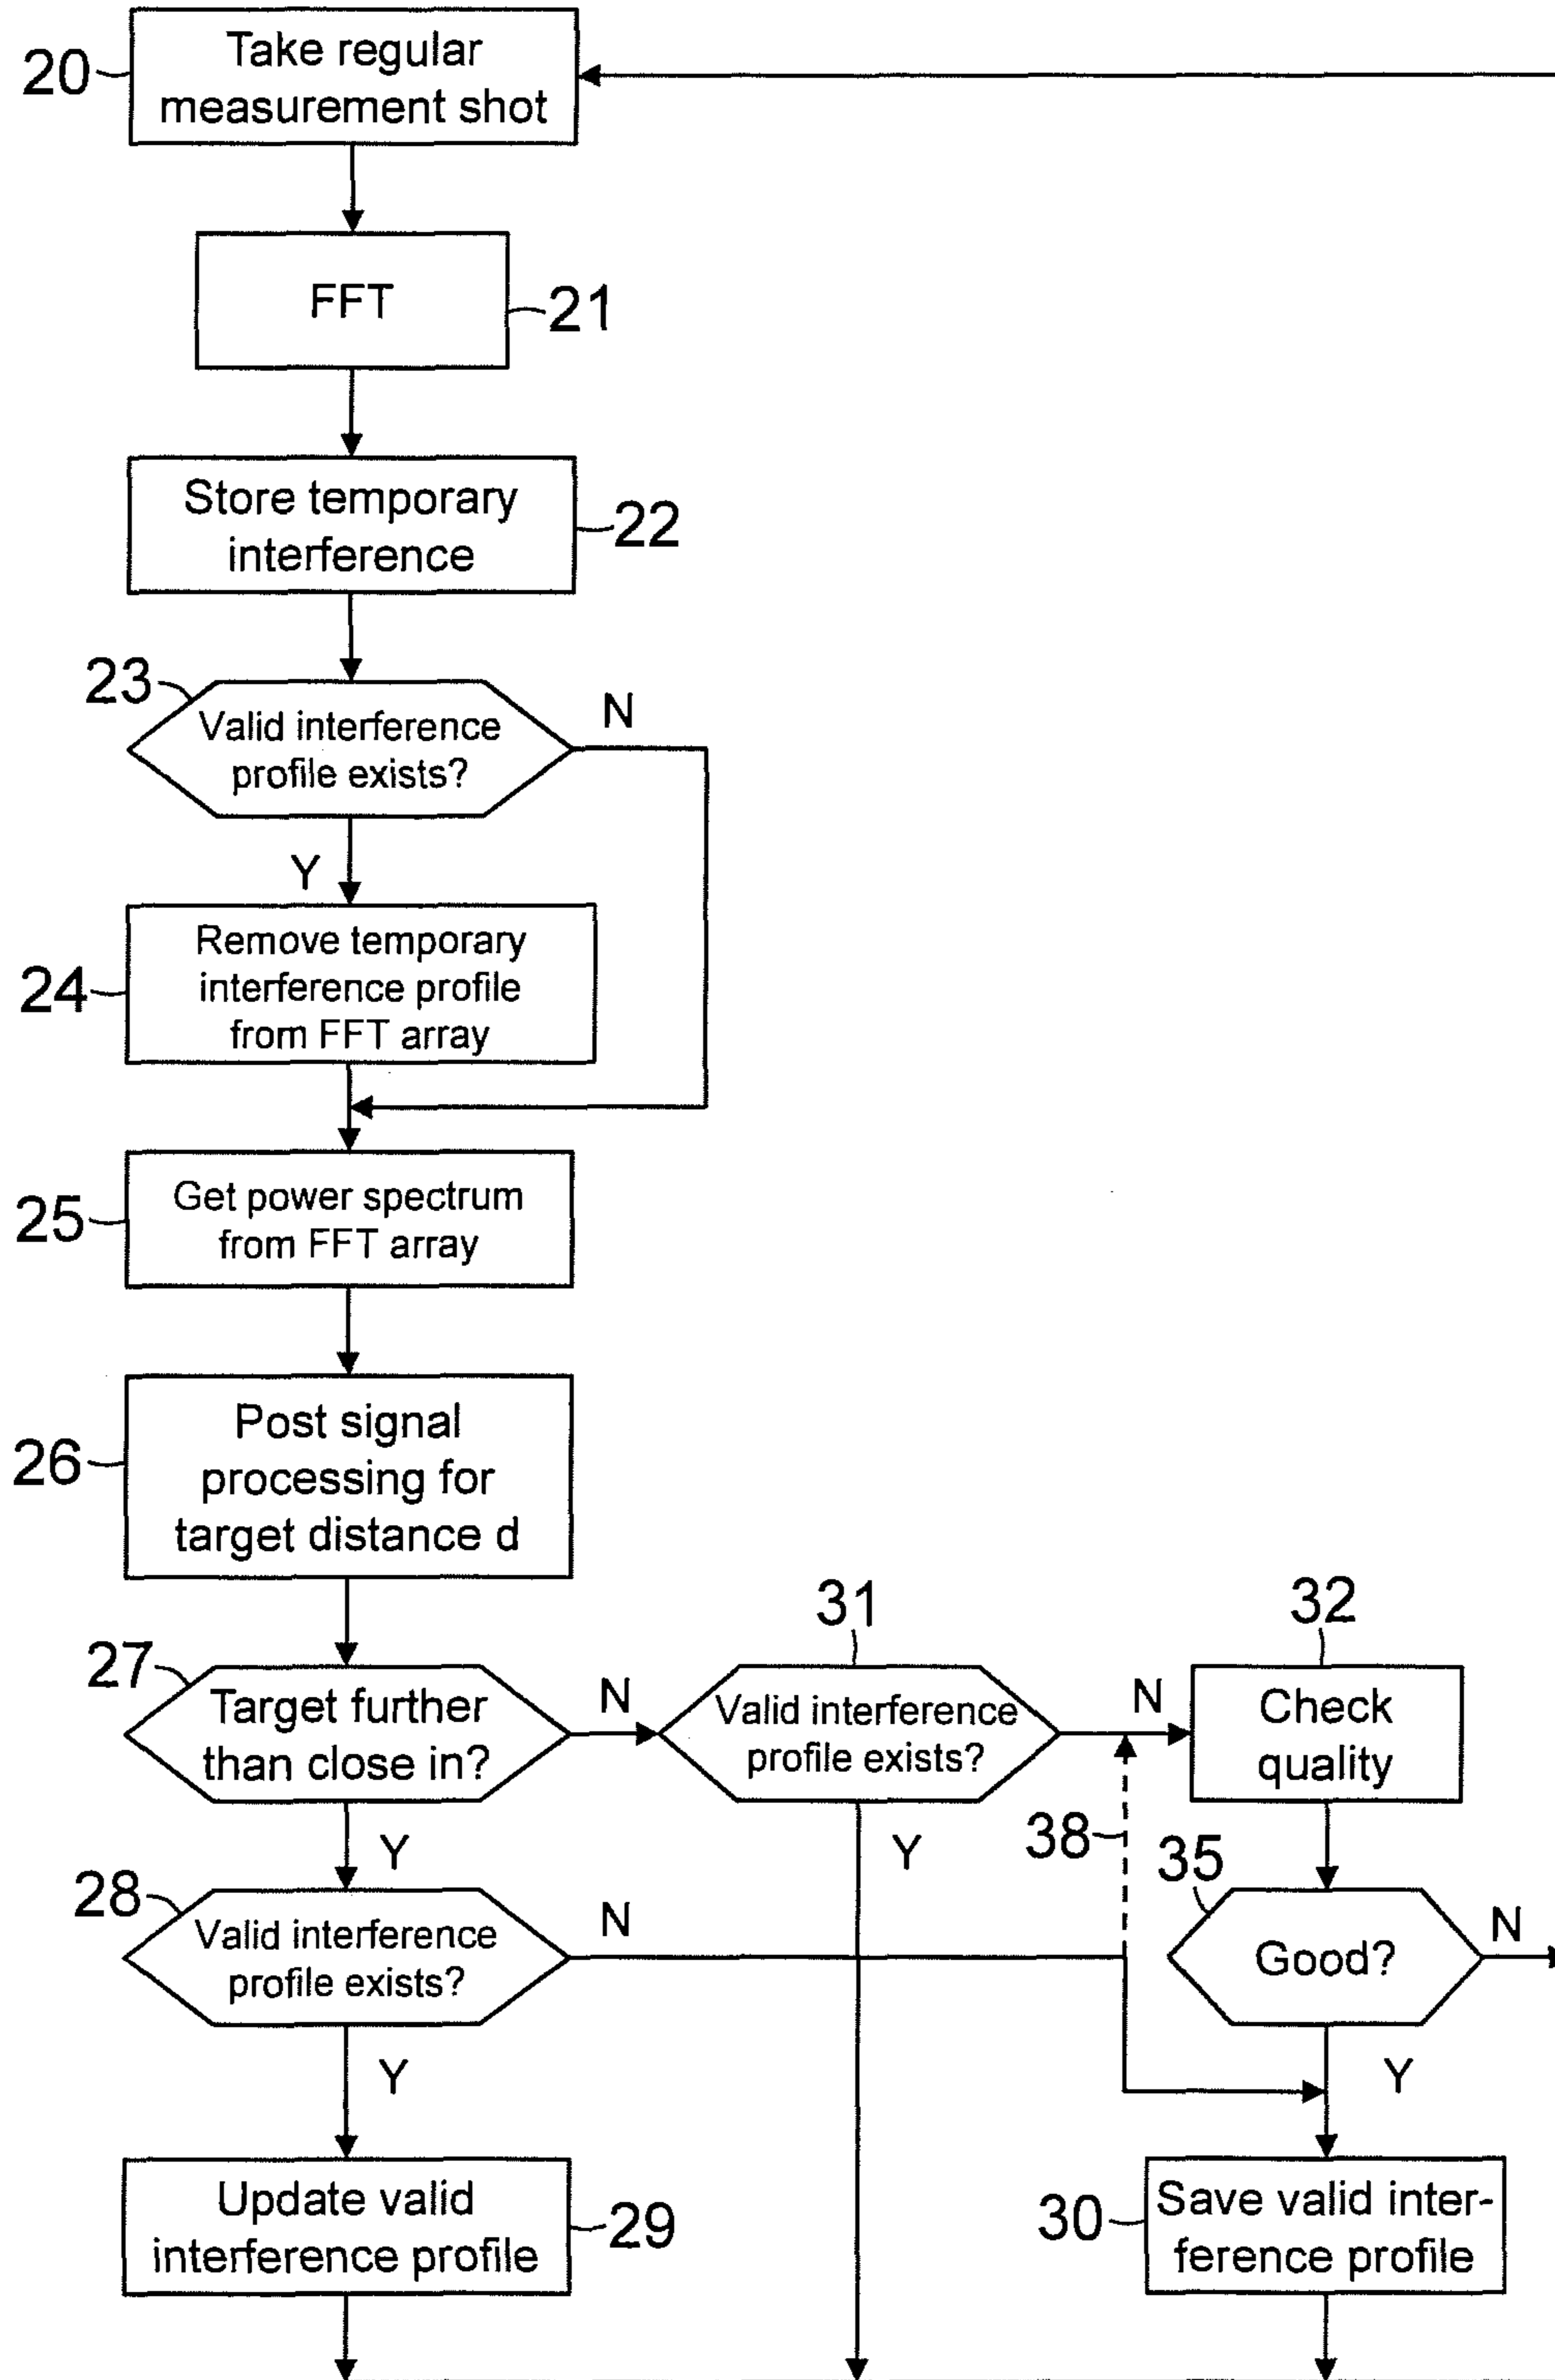 20
Take regular
measurement shot
FFT
21
Store temporary
interference
22
23
Valid interference
profile exists?
N
Y
24
Remove temporary
interference profile
from FFT array
25
Get power spectrum
from FFT array
26
Post signal
processing for
target distance d
27
Target further
than close in?
N
Y
31
Valid interference
profile exists?
N
Y
32
Check
quality
38
35
Good?
N
Y
28
Valid interference
profile exists?
N
Y
Update valid
interference profile
29
30
Save valid inter-
ference profile